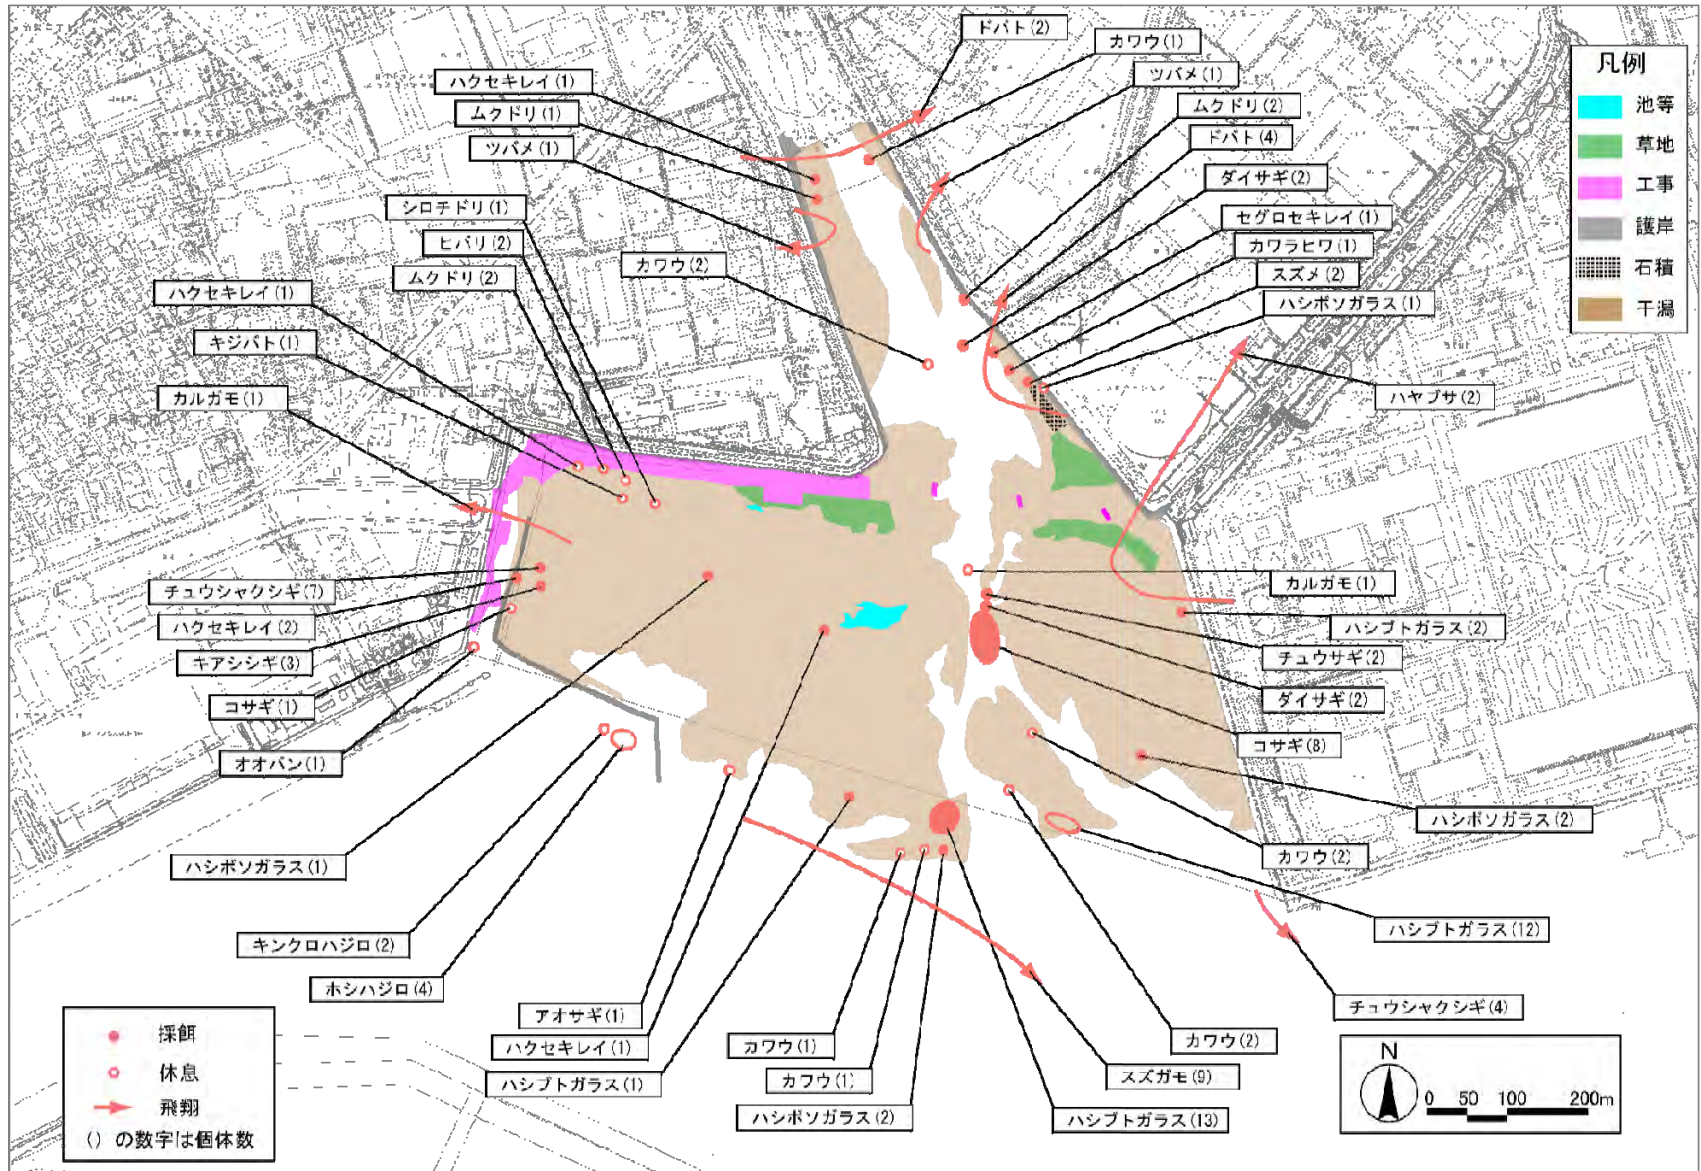 ドバト(2)
カワウ(1)
ツバメ(1)
ムクドリ(2)
ドバト(4)
ダイサギ(2)
セグロセキレイ(1)
カワラヒワ(1)
スズメ(2)
ハシボソガラス(1)
ハヤブサ(2)
ハクセキレイ(1)
ムクドリ(1)
ツバメ(1)
シロチドリ(1)
ヒバリ(2)
ムクドリ(2)
カワウ(2)
ハクセキレイ(1)
キジバト(1)
カルガモ(1)
凡例
池等
草地
工事
護岸
石積
干潟
チュウシャクシギ(7)
ハクセキレイ(2)
キアシシギ(3)
コサギ(1)
オオバン(1)
カルガモ(1)
ハシブトガラス(2)
チュウサギ(2)
ダイサギ(2)
コサギ(8)
ハシボソガラス(2)
カワウ(2)
ハシブトガラス(12)
チュウシャクシギ(4)
ハシボソガラス(1)
キンクロハジロ(2)
ホシハジロ(4)
アオサギ(1)
ハクセキレイ(1)
ハシブトガラス(1)
カワウ(1)
カワウ(1)
ハシボソガラス(2)
カワウ(2)
スズガモ(9)
ハシブトガラス(13)
採餌
休息
飛翔
() の数字は個体数
N
0 50 100 200m